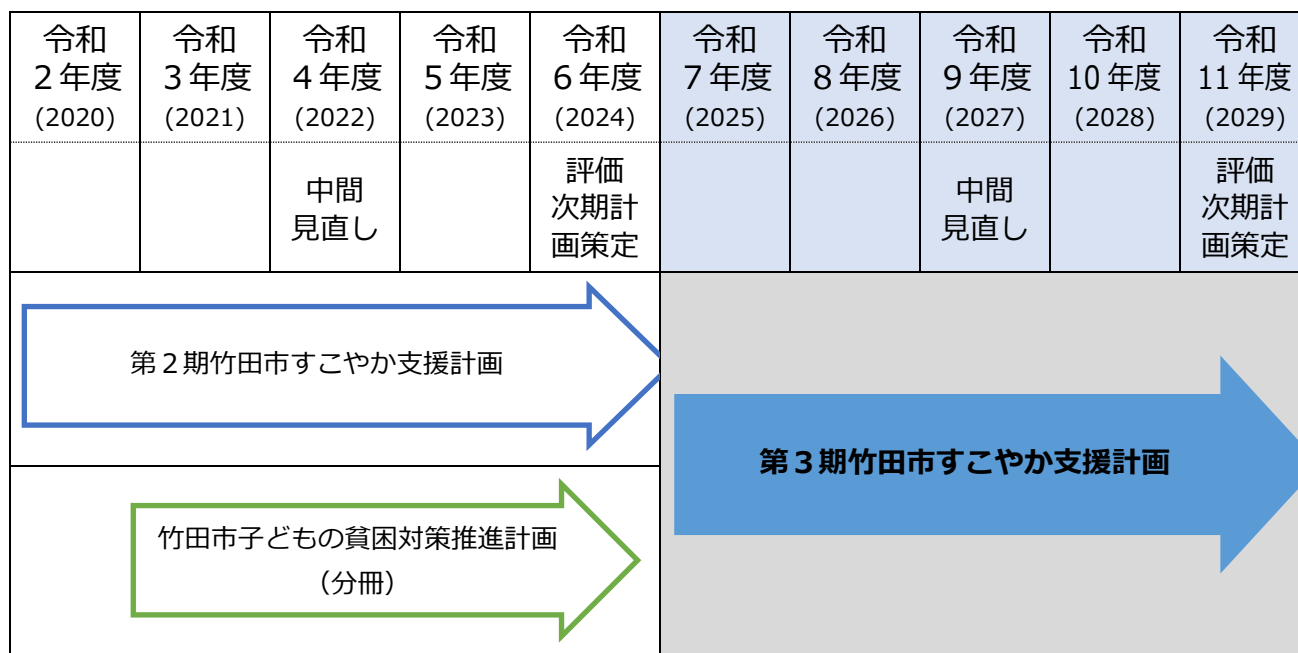 令和
2年度
(2020)
令和
3年度
(2021)
令和
4年度
(2022)
令和
5年度
(2023)
令和
6年度
(2024)
令和
7年度
(2025)
令和
8年度
(2026)
令和
9年度
(2027)
令和
10年度
(2028)
令和
11年度
(2029)
中間
見直し
評価
次期計
画策定
中間
見直し
評価
次期計
画策定
第2期竹田市すこやか支援計画
第3期竹田市すこやか支援計画
竹田市子どもの貧困対策推進計画
（分冊）